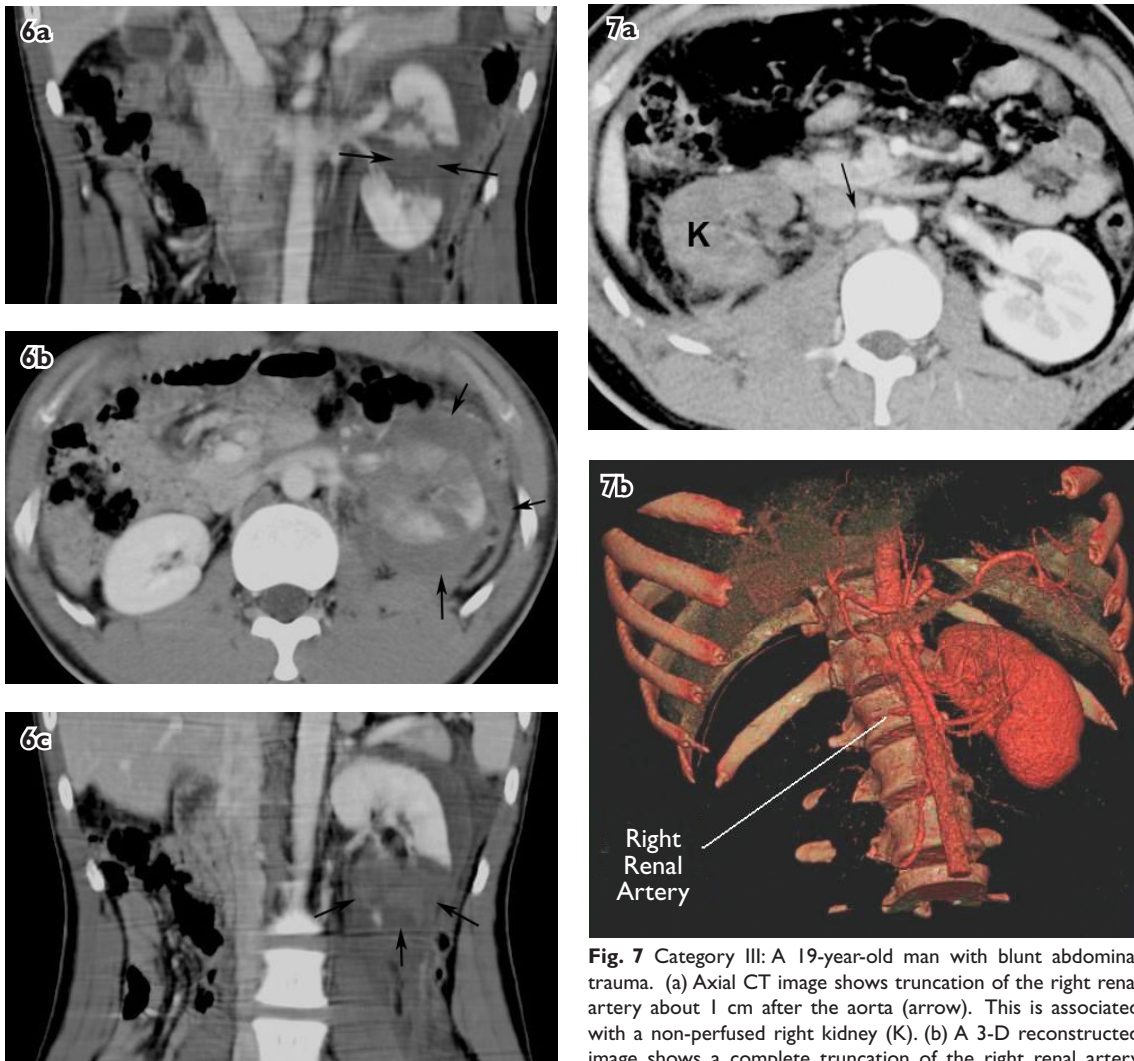 6a
6b
6c
7a
K
7b
Right
Renal
Artery
Fig. 7 Category III: A 19-year-old man with blunt abdomina
trauma. (a) Axial CT image shows truncation of the right rena
artery about 1 cm after the aorta (arrow). This is associated
with a non-perfused right kidney (K). (b) A 3-D reconstructed
image shows a complete truncation of the right renal artery